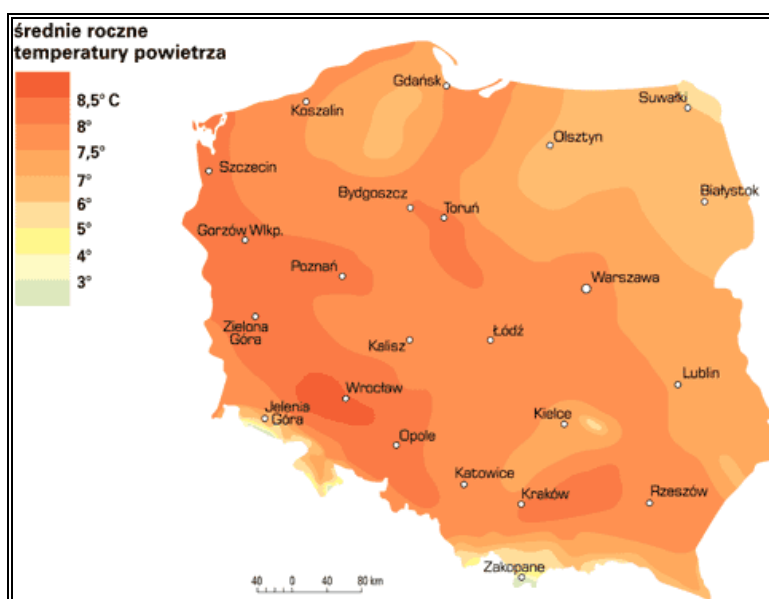 średnie roczne
temperatury powietrza
8,5° C
8°
7,5°
7°
6°
5°
4°
3°
Gdańsk
Suwałki
Koszalin
Olsztyn
Szczecin
Bydgoszcz
Toruń
Białystok
Gorzów Wlkp.
Poznań
Warszawa
Zielona
Góra
Kalisz
Łódź
Wrocław
Lublin
Jelenia
Góra
Kielce
Opole
Katowice
Kraków
Rzeszów
Zakopane
40 0 40 80 km